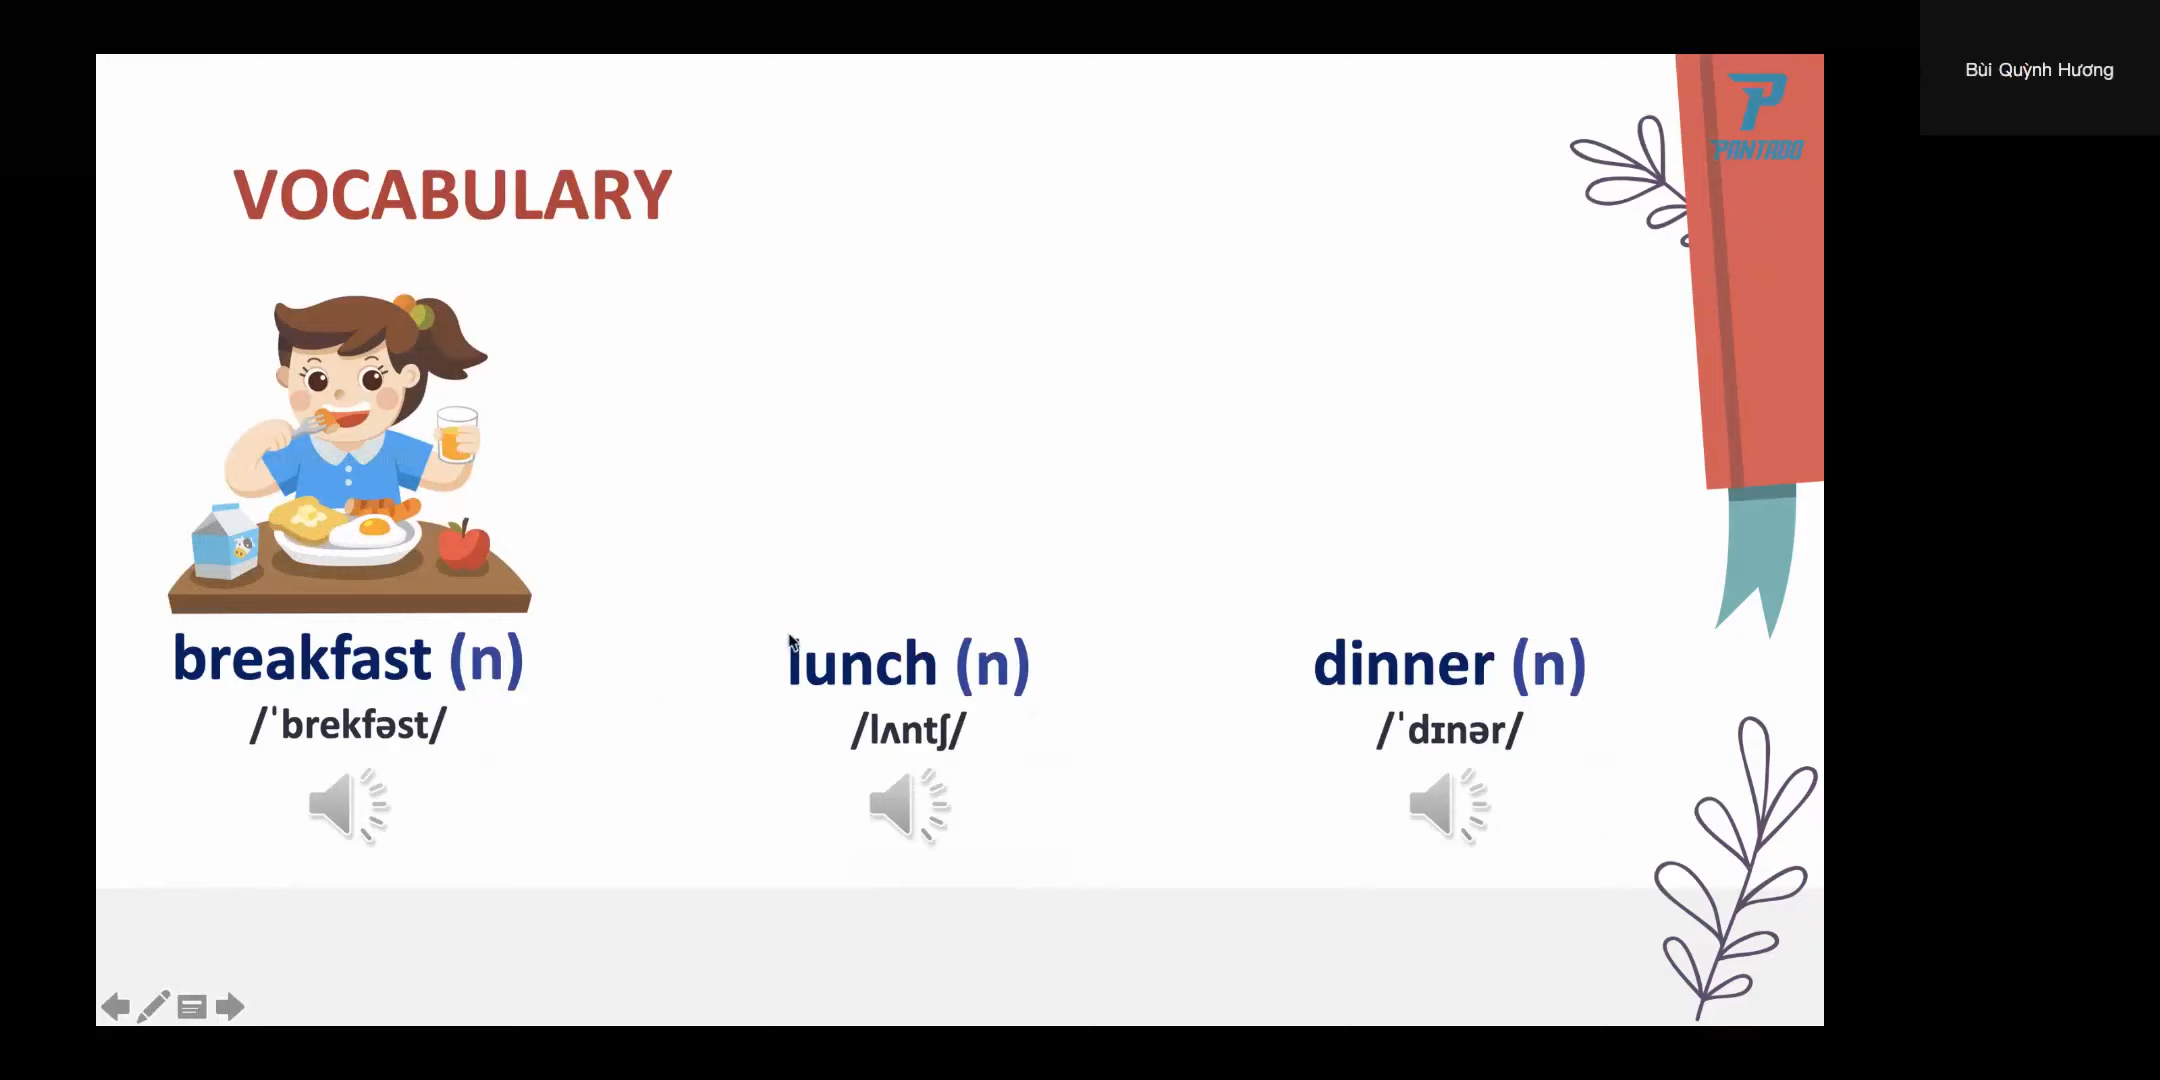 Bùi Quỳnh Hương
PANTADO
VOCABULARY
breakfast (n)
/ˈbrekfəst/
lunch (n)
/lʌntʃ/
dinner (n)
/ˈdɪnər/